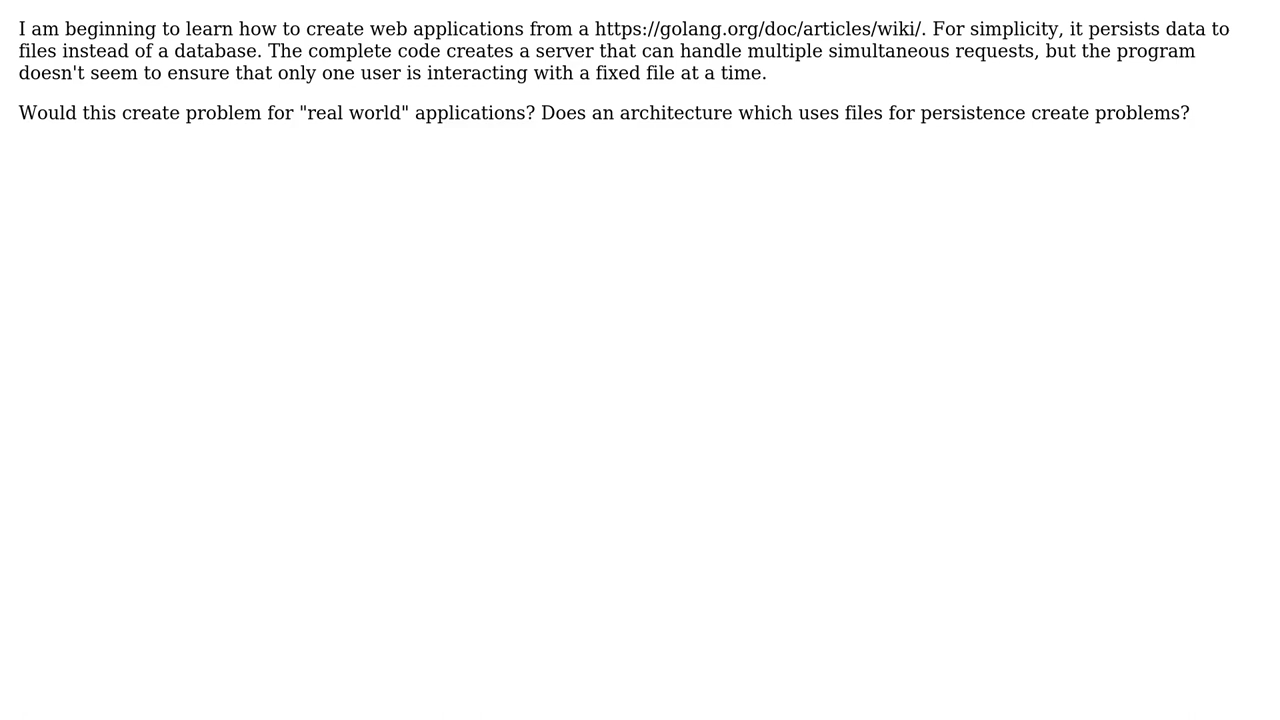 I am beginning to learn how to create web applications from a https://golang.org/doc/articles/wiki/. For simplicity, it persists data to
files instead of a database. The complete code creates a server that can handle multiple simultaneous requests, but the program
doesn't seem to ensure that only one user is interacting with a fixed file at a time.
Would this create problem for "real world" applications? Does an architecture which uses files for persistence create problems?